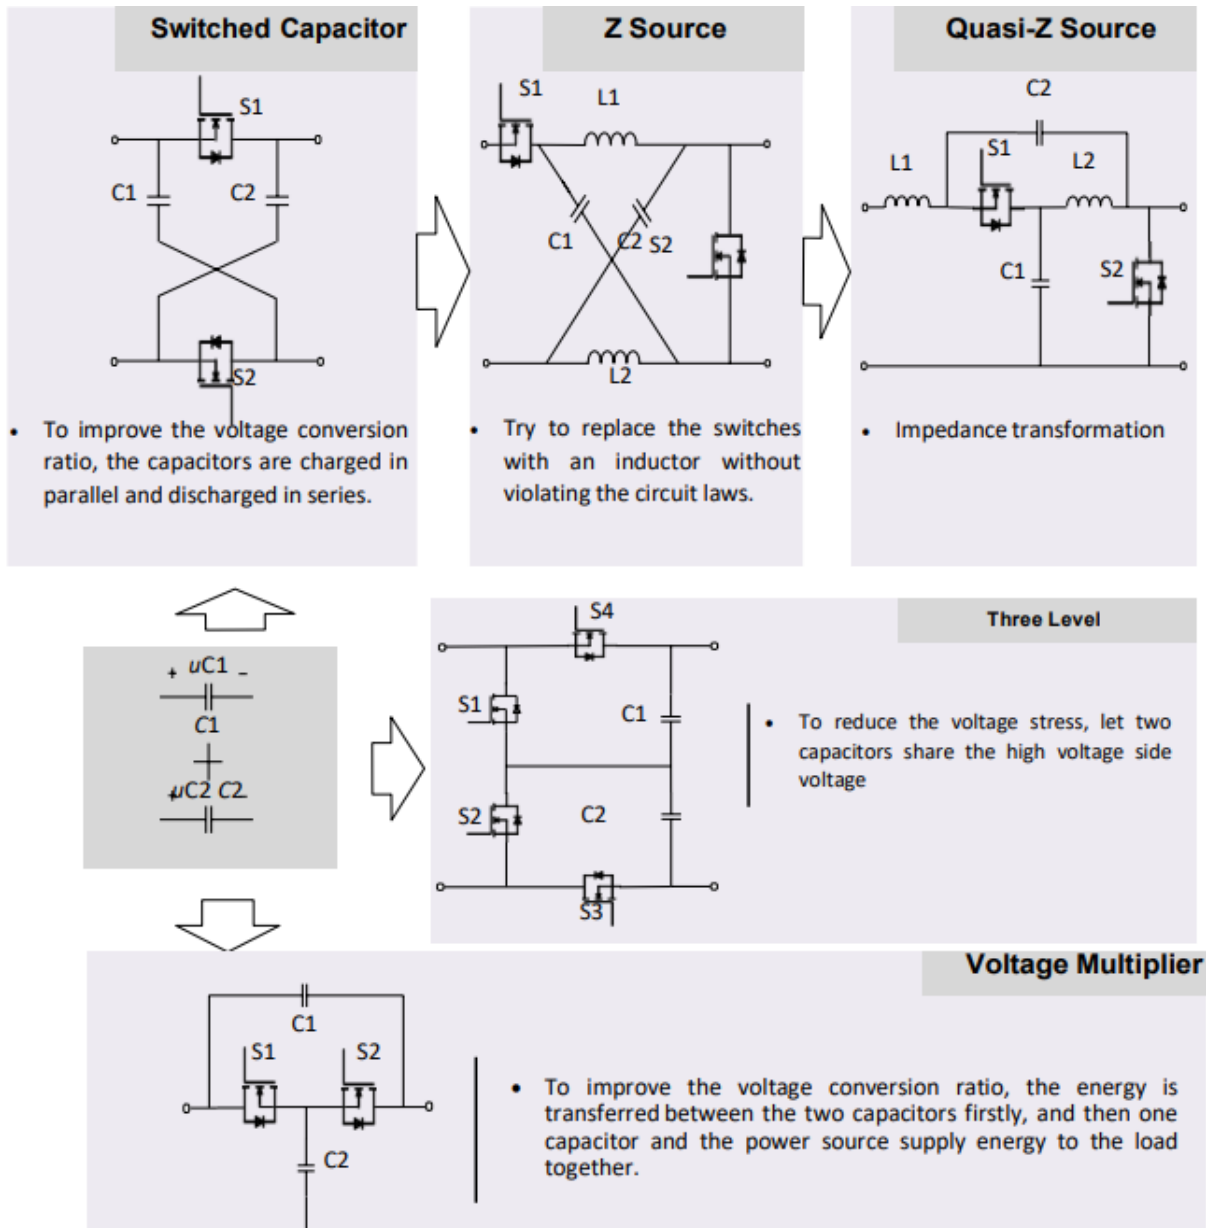 Switched Capacitor
S1
C1
C2
S2
• To improve the voltage conversion
ratio, the capacitors are charged in
parallel and discharged in series.
Z Source
S1
L1
C1
C2
S2
L2
• Try to replace the switches
with an inductor without
violating the circuit laws.
Quasi-Z Source
C2
L1
S1
L2
C1
S2
• Impedance transformation
+ uC1 -
C1
+uC2 C2-
S4
Three Level
S1
C1
S2
C2
S3
• To reduce the voltage stress, let two
capacitors share the high voltage side
voltage
Voltage Multiplier
C1
S1
S2
C2
• To improve the voltage conversion ratio, the energy is
transferred between the two capacitors firstly, and then one
capacitor and the power source supply energy to the load
together.